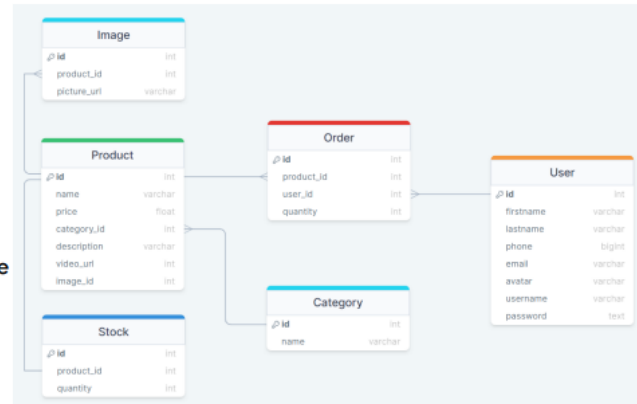 Image
id int
product_id int
picture_url varchar
Product
id int
name varchar
price float
category_id int
description varchar
video_url int
image_id int
Stock
id int
product_id int
quantity int
Order
id int
product_id int
user_id int
quantity int
Category
id int
name varchar
User
id int
firstname varchar
lastname varchar
phone bigint
email varchar
avatar varchar
username varchar
password text
e